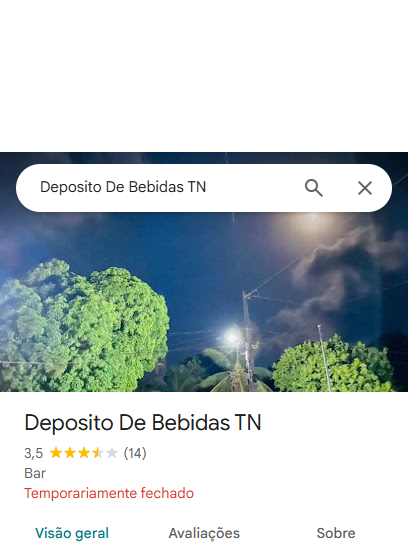 Deposito De Bebidas TN
Deposito De Bebidas TN
3,5 (14)
Bar
Temporariamente fechado
Visão geral Avaliações Sobre